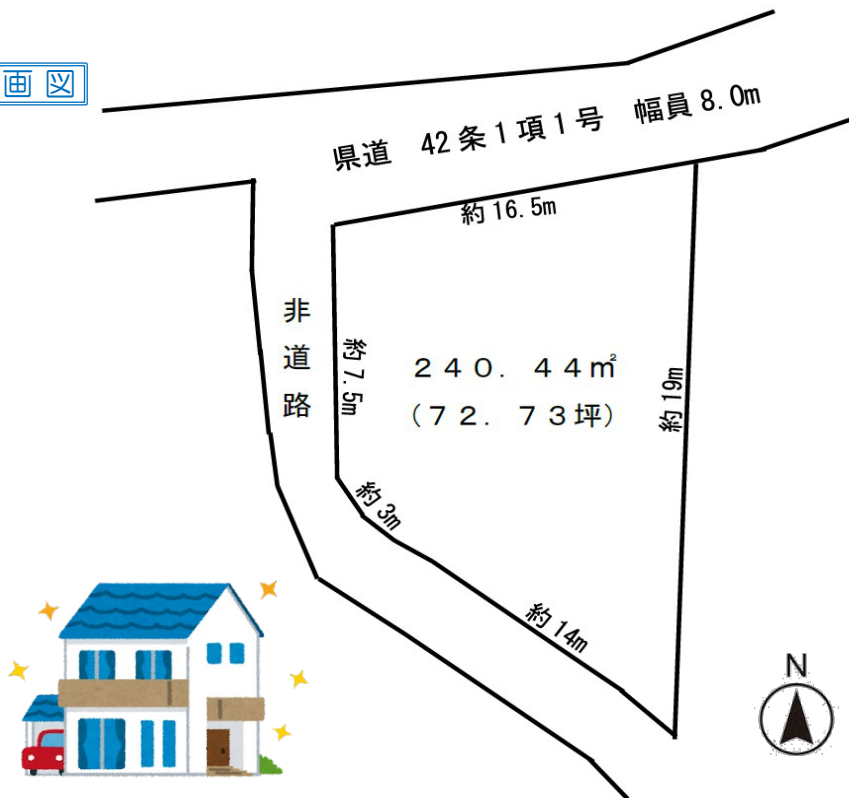 画図
県道 42条1項1号 幅員8.0m
約16.5m
非道路
約7.5m
240.44㎡
(72.73坪)
約19m
約3m
約14m
N